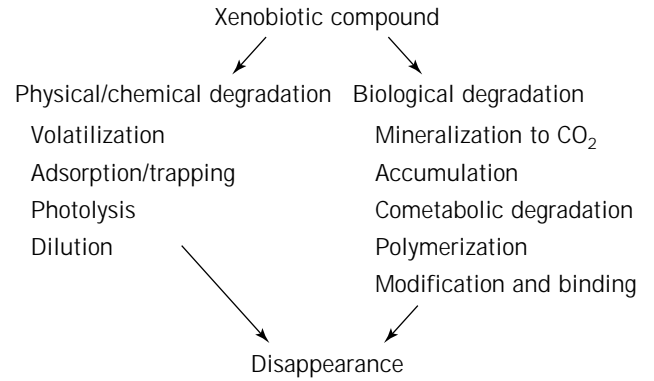 Xenobiotic compound
Physical/chemical degradation
Volatilization
Adsorption/trapping
Photolysis
Dilution
Biological degradation
Mineralization to CO₂
Accumulation
Cometabolic degradation
Polymerization
Modification and binding
Disappearance